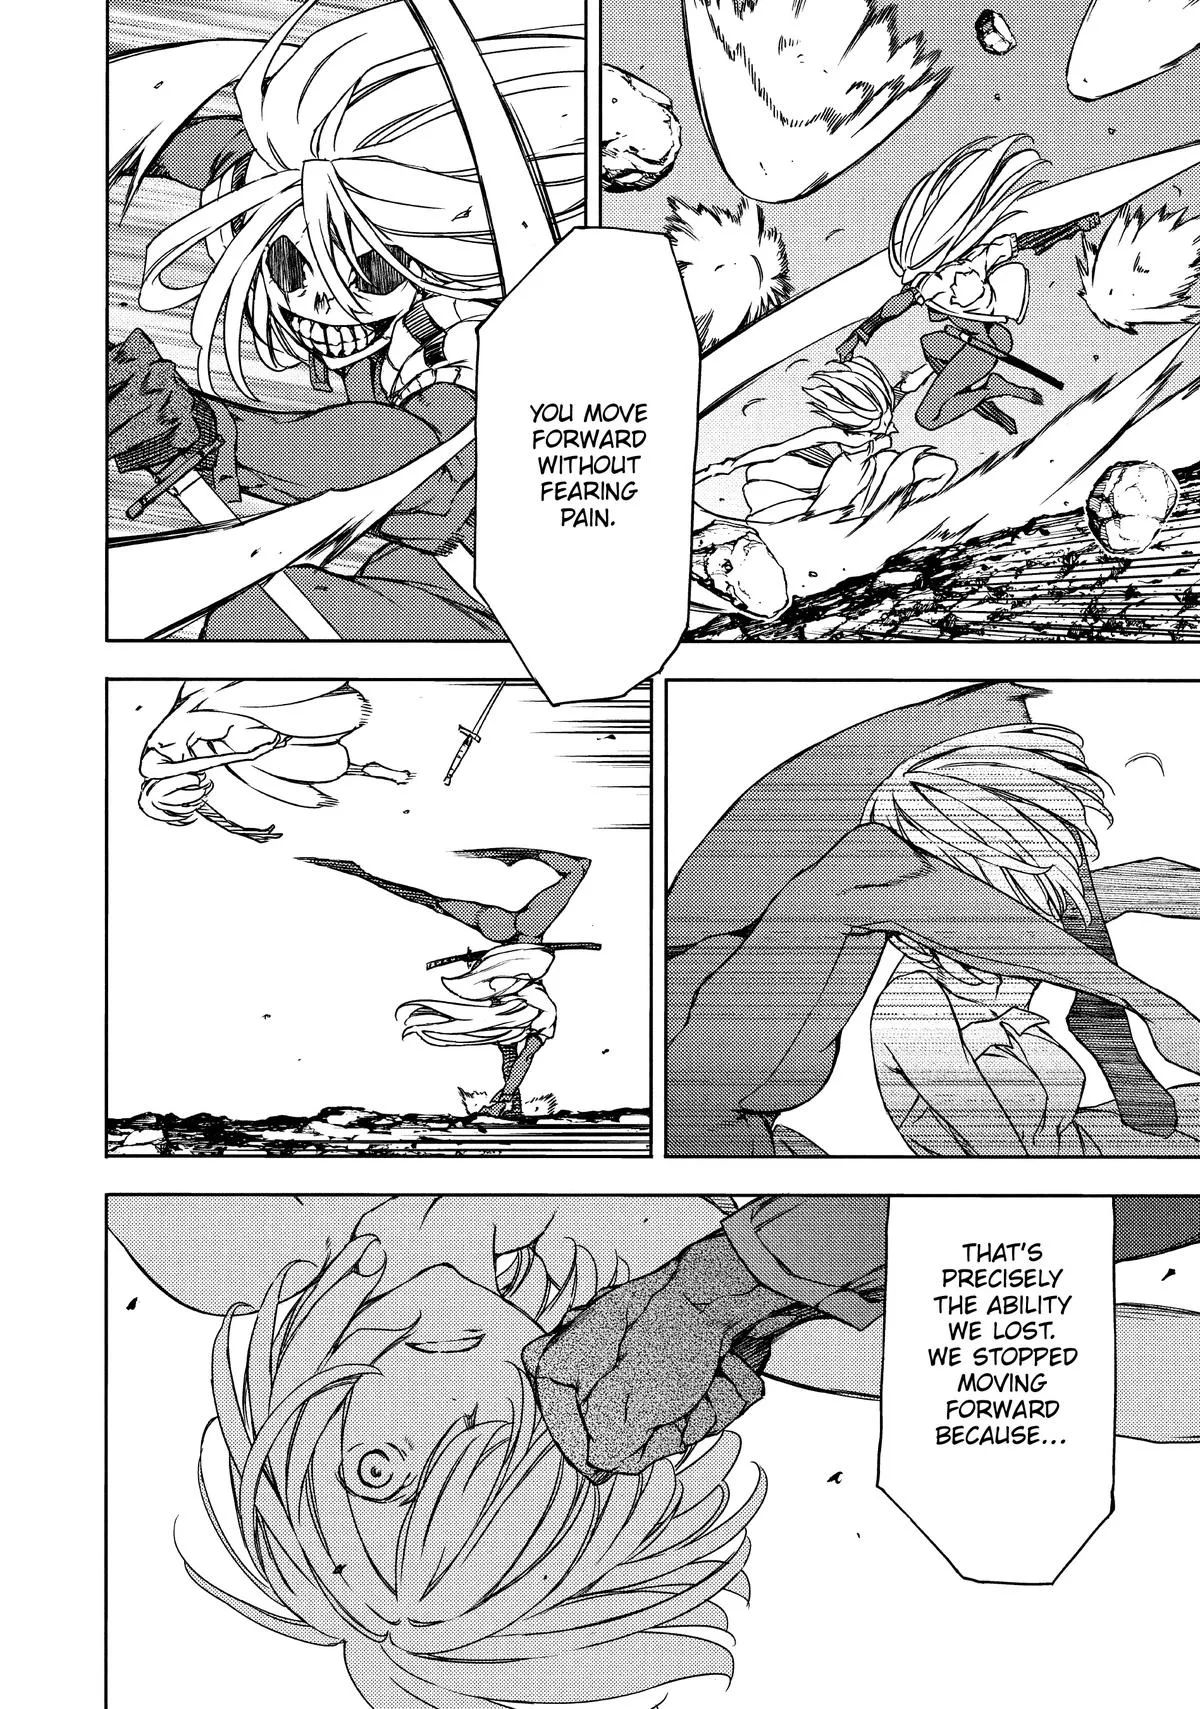 YOU MOVE
FORWARD
WITHOUT
FEARING
PAIN.
THAT'S
PRECISELY
THE ABILITY
WE LOST.
WE STOPPED
MOVING
FORWARD
BECAUSE...